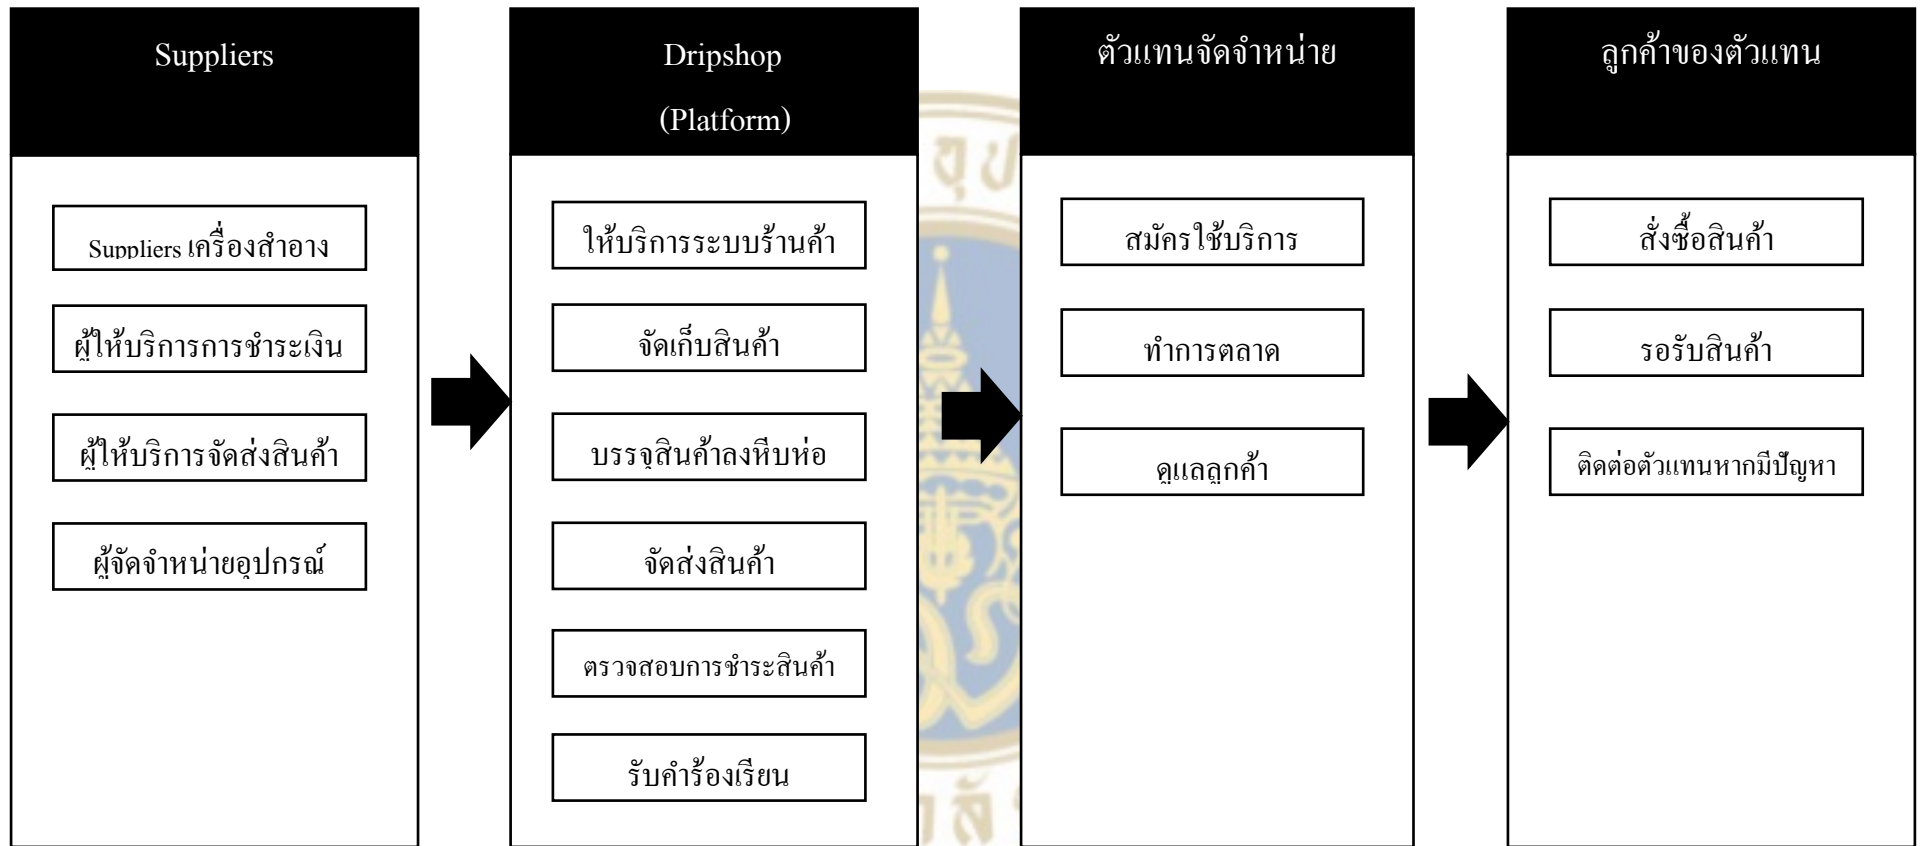 Suppliers
Suppliers เครื่องสำอาง
ผู้ให้บริการการชำระเงิน
ผู้ให้บริการจัดส่งสินค้า
ผู้จัดจำหน่ายอุปกรณ์
Dripshop
(Platform)
ให้บริการระบบร้านค้า
จัดเก็บสินค้า
บรรจุสินค้าลงหีบห่อ
จัดส่งสินค้า
ตรวจสอบการชำระสินค้า
รับคำร้องเรียน
ตัวแทนจัดจำหน่าย
สมัครใช้บริการ
ทำการตลาด
ดูแลลูกค้า
ลูกค้าของตัวแทน
สั่งซื้อสินค้า
รอรับสินค้า
ติดต่อตัวแทนหากมีปัญหา